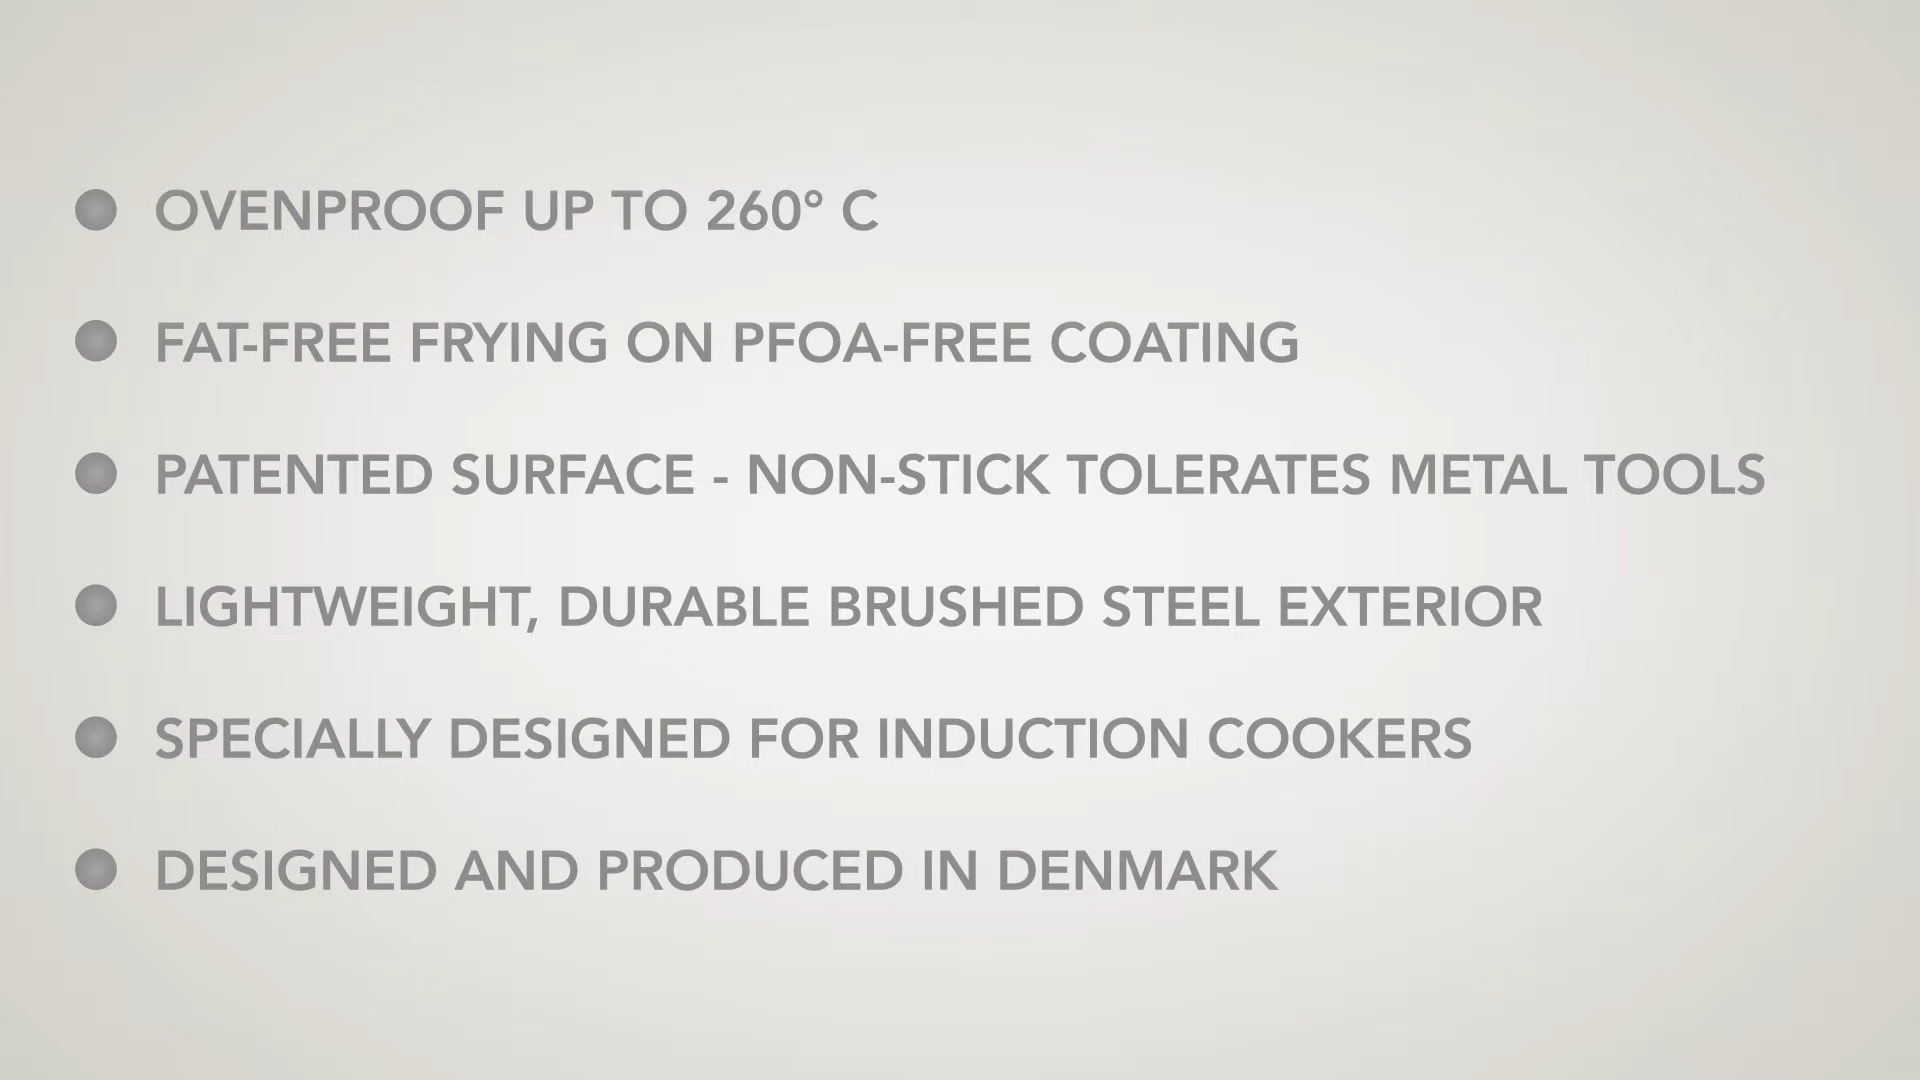 OVENPROOF UP TO 260° C
FAT-FREE FRYING ON PFOA-FREE COATING
PATENTED SURFACE - NON-STICK TOLERATES METAL TOOLS
LIGHTWEIGHT, DURABLE BRUSHED STEEL EXTERIOR
SPECIALLY DESIGNED FOR INDUCTION COOKERS
DESIGNED AND PRODUCED IN DENMARK